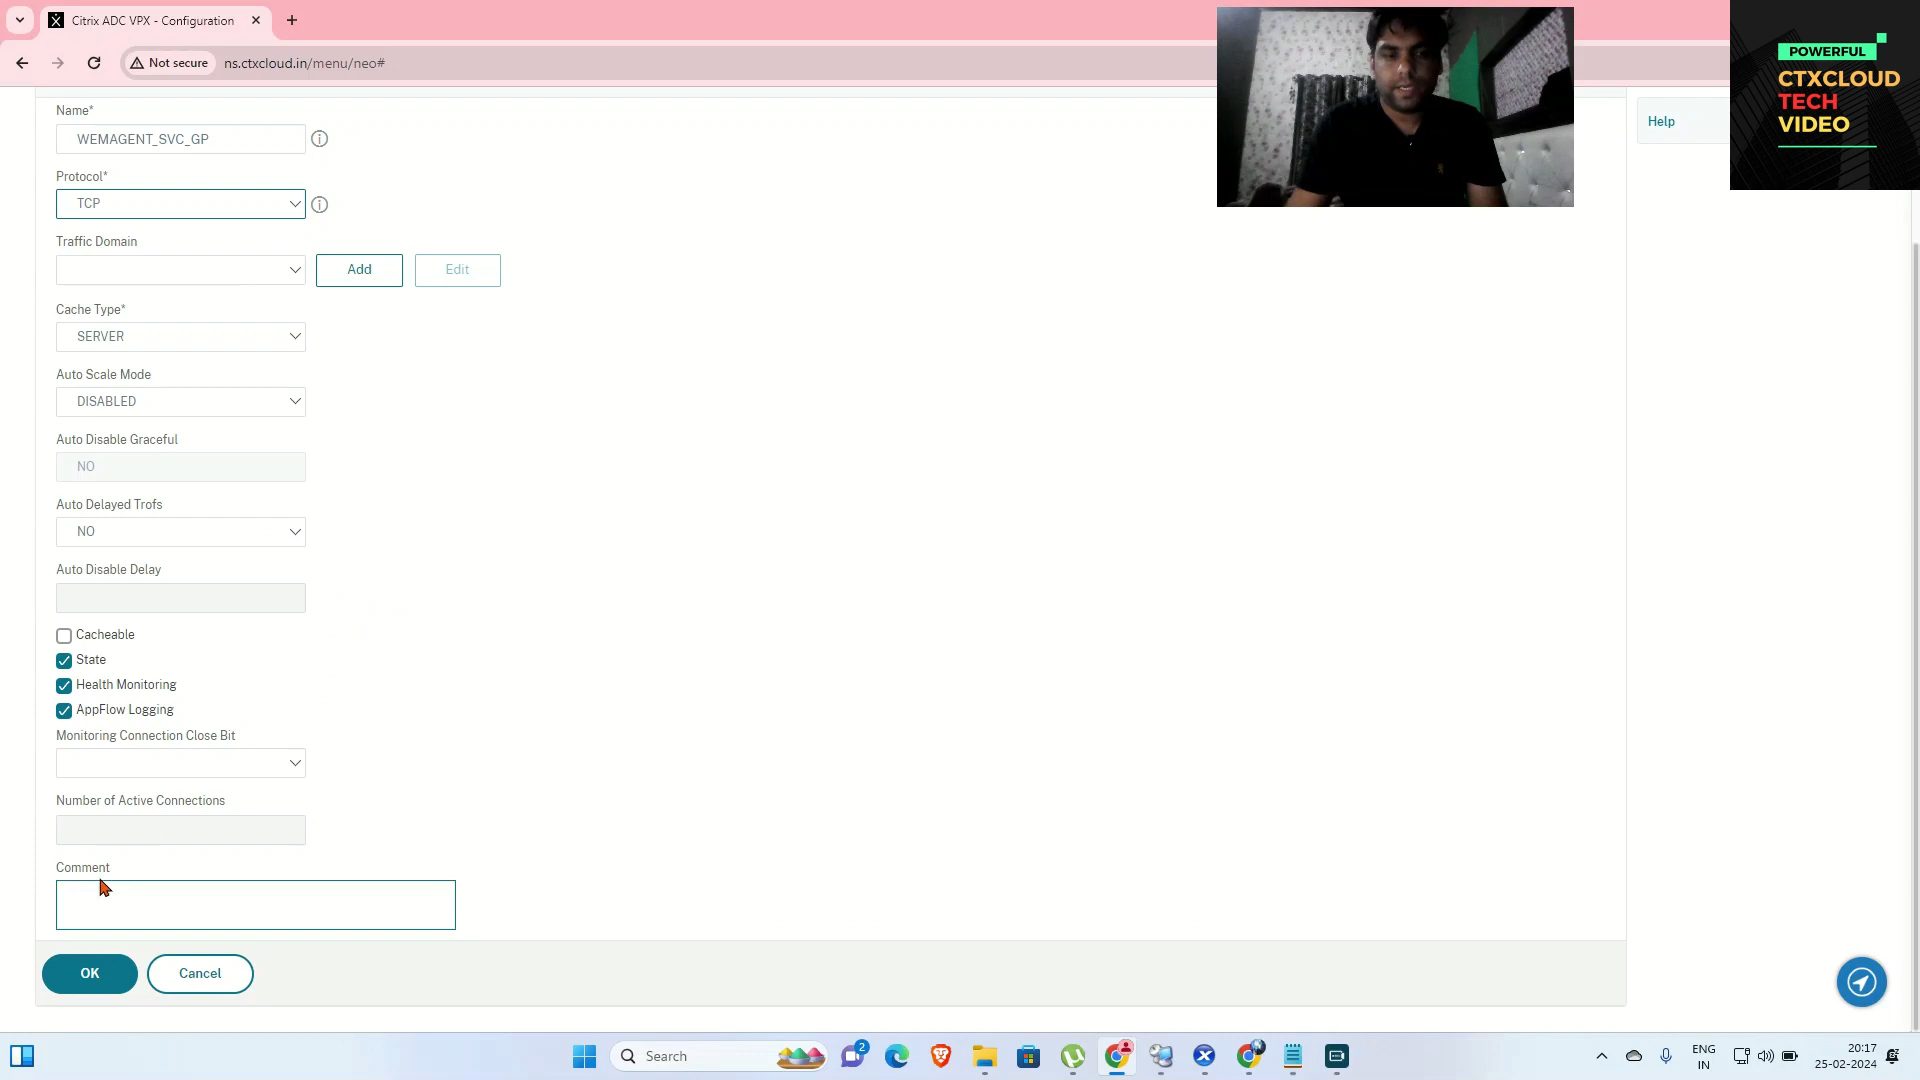 Citrix ADC VPX - Configuration
Not secure
ns.ctxcloud.in/menu/neo#
POWERFUL
CTXCLOUD
TECH
VIDEO
Help
Name*
WEMAGENT_SVC_GP
Protocol*
TCP
Traffic Domain
Add
Edit
Cache Type*
SERVER
Auto Scale Mode
DISABLED
Auto Disable Graceful
NO
Auto Delayed Trofs
NO
Auto Disable Delay
Cacheable
State
Health Monitoring
AppFlow Logging
Monitoring Connection Close Bit
Number of Active Connections
Comment
OK
Cancel
Search
2
ENG
IN
20:17
25-02-2024